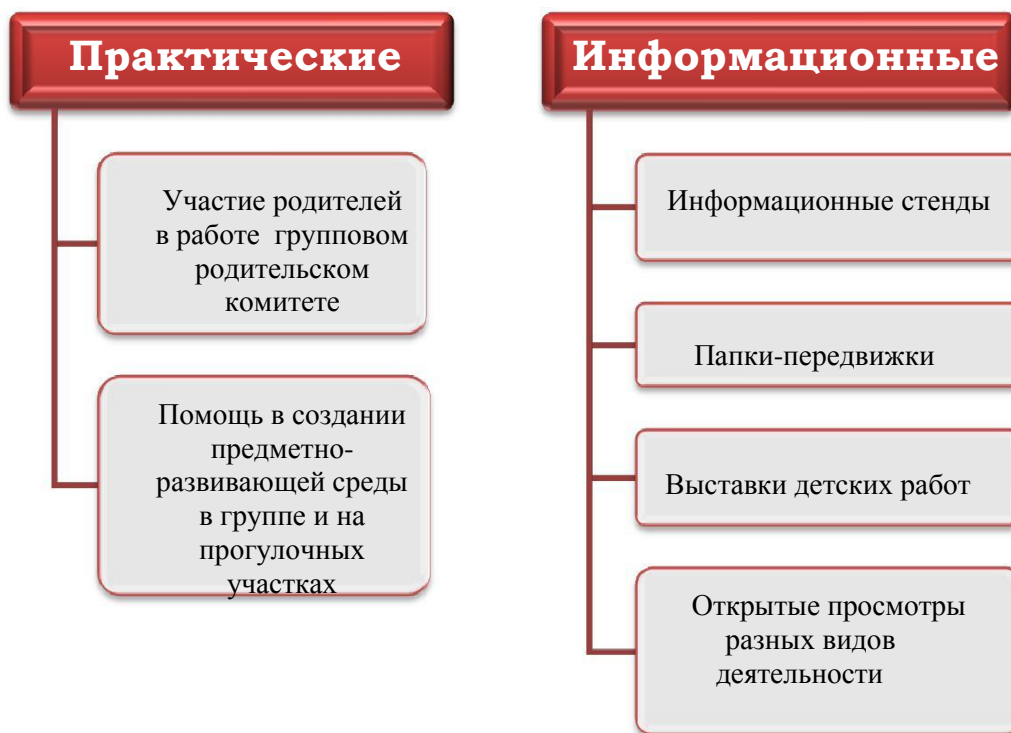 Практические
Участие родителей
в работе групповом
родительском
комитете
Помощь в создании
предметно-
развивающей среды
в группе и на
прогулочных
участках
Информационные
Информационные стенды
Папки-передвижки
Выставки детских работ
Открытые просмотры
разных видов
деятельности